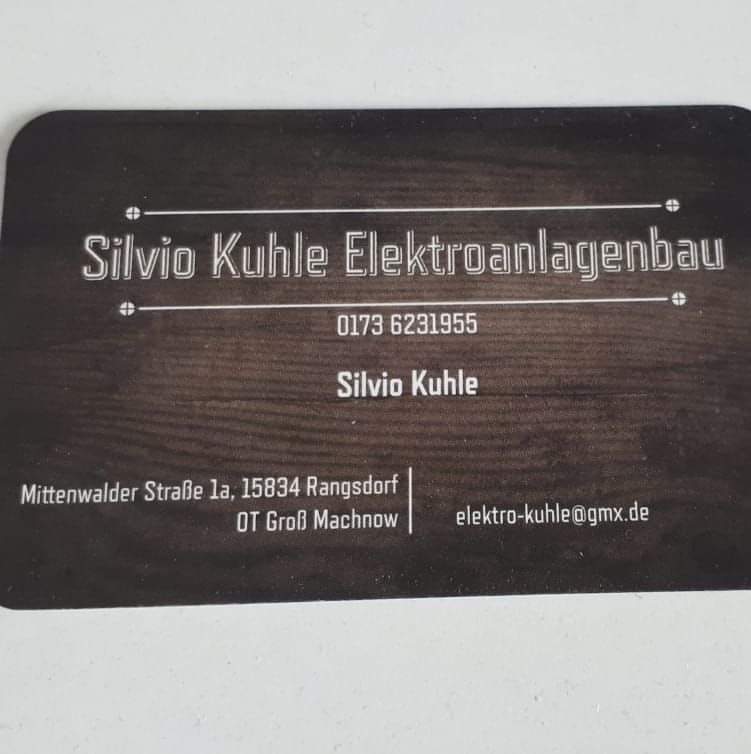 Silvio Kuhle Elektroanlagenbau
0173 6231955
Silvio Kuhle
Mittenwalder Straße 1a, 15834 Rangsdorf
OT Groß Machnow
elektro-kuhle@gmx.de